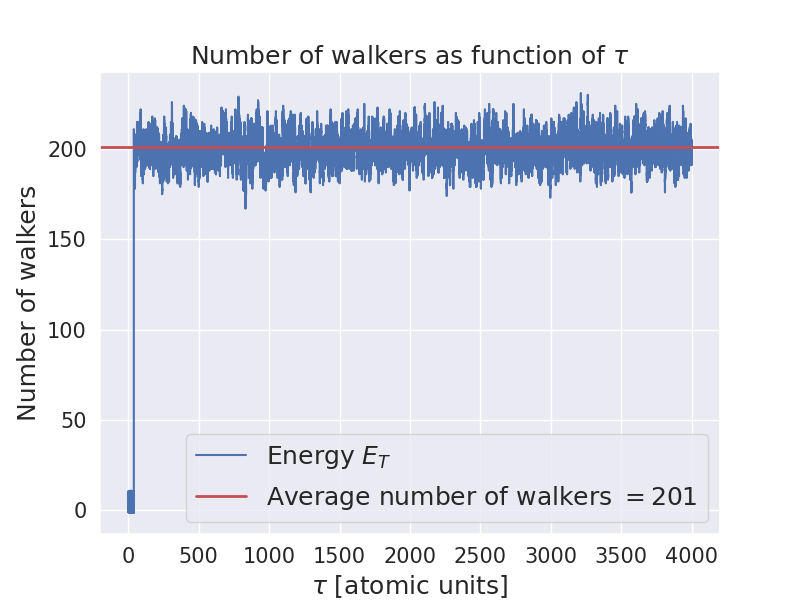 Number of walkers as function of τ
Number of walkers
200
150
100
50
0
Energy E_T
Average number of walkers = 201
0 500 1000 1500 2000 2500 3000 3500 4000
τ [atomic units]